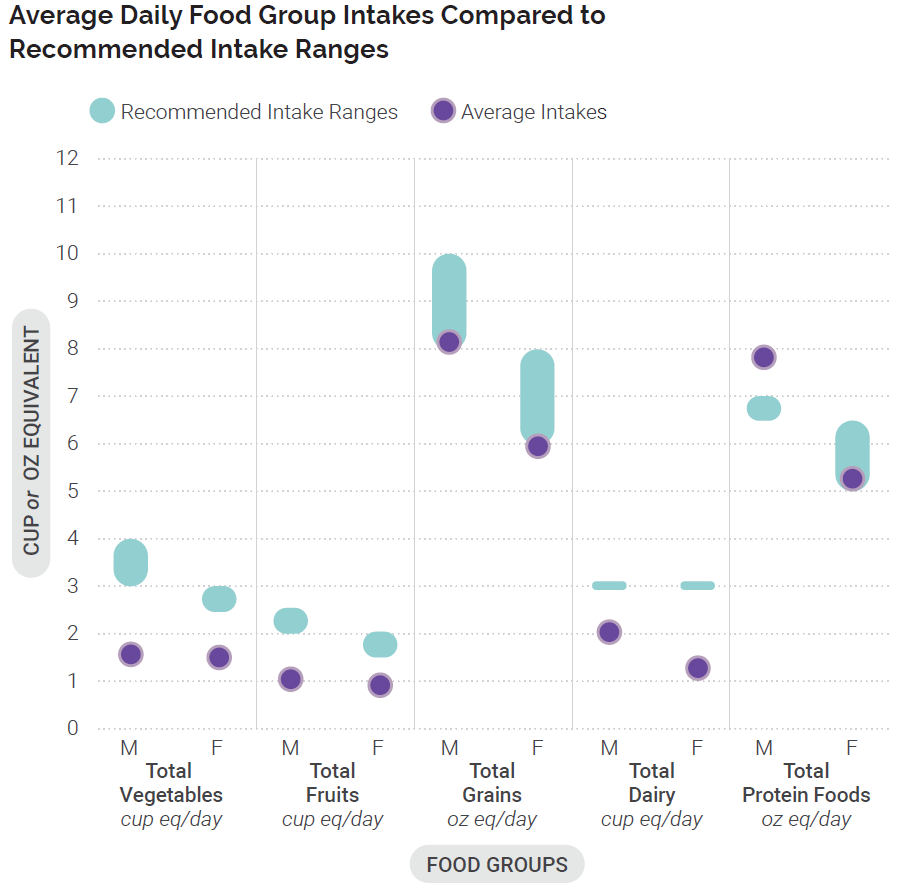 Average Daily Food Group Intakes Compared to
Recommended Intake Ranges
Recommended Intake Ranges Average Intakes
12
11
10
9
8
7
6
5
4
3
2
1
0
CUP or OZ EQUIVALENT
M F M F M F M F M F
Total Total Total Total Total
Vegetables Fruits Grains Dairy Protein Foods
cup eq/day cup eq/day oz eq/day cup eq/day oz eq/day
FOOD GROUPS